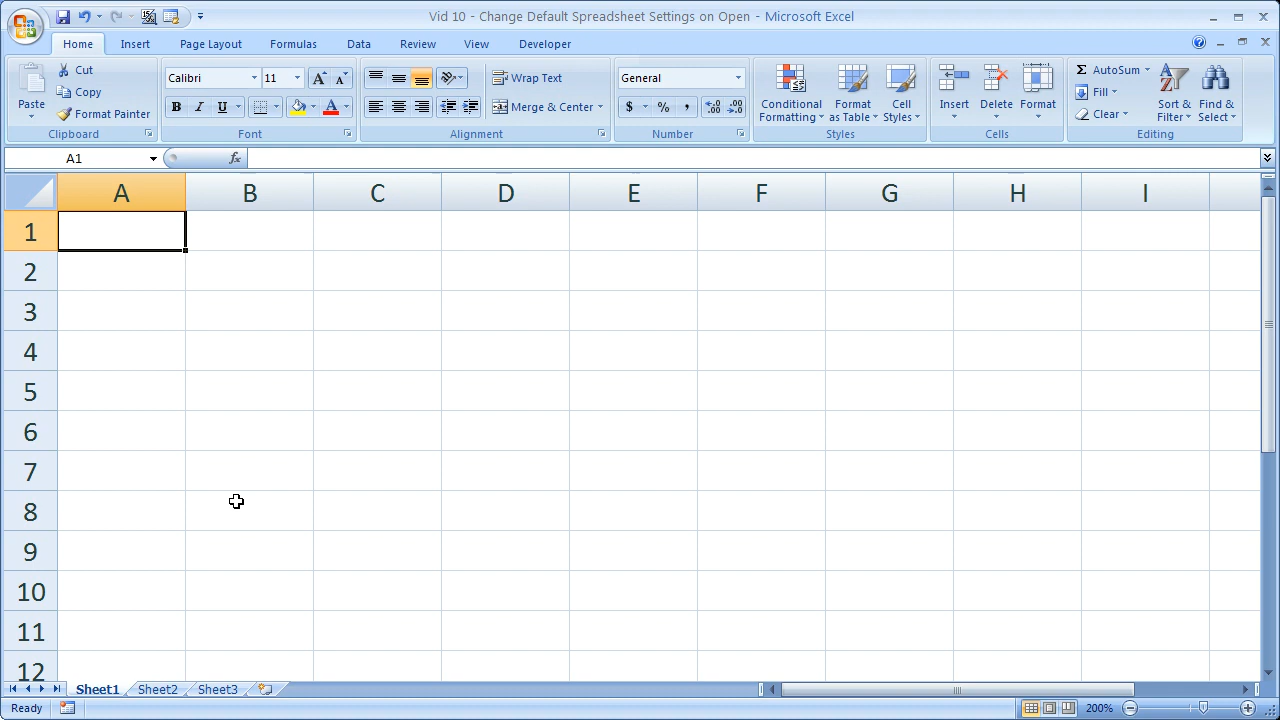 Vid 10 - Change Default Spreadsheet Settings on Open - Microsoft Excel
Home Insert Page Layout Formulas Data Review View Developer
Paste
Cut
Copy
Format Painter
Clipboard
Calibri 11
B I U A
Font
Wrap Text
Merge & Center
Alignment
General
$ % ,
Number
Conditional Formatting
Format as Table
Cell Styles
Styles
Insert Delete Format
Cells
Σ AutoSum
Fill
Clear
Sort & Filter
Find & Select
Editing
A1 fx
A B C D E F G H I
1
2
3
4
5
6
7
8
9
10
11
12
Sheet1 Sheet2 Sheet3
Ready 200%